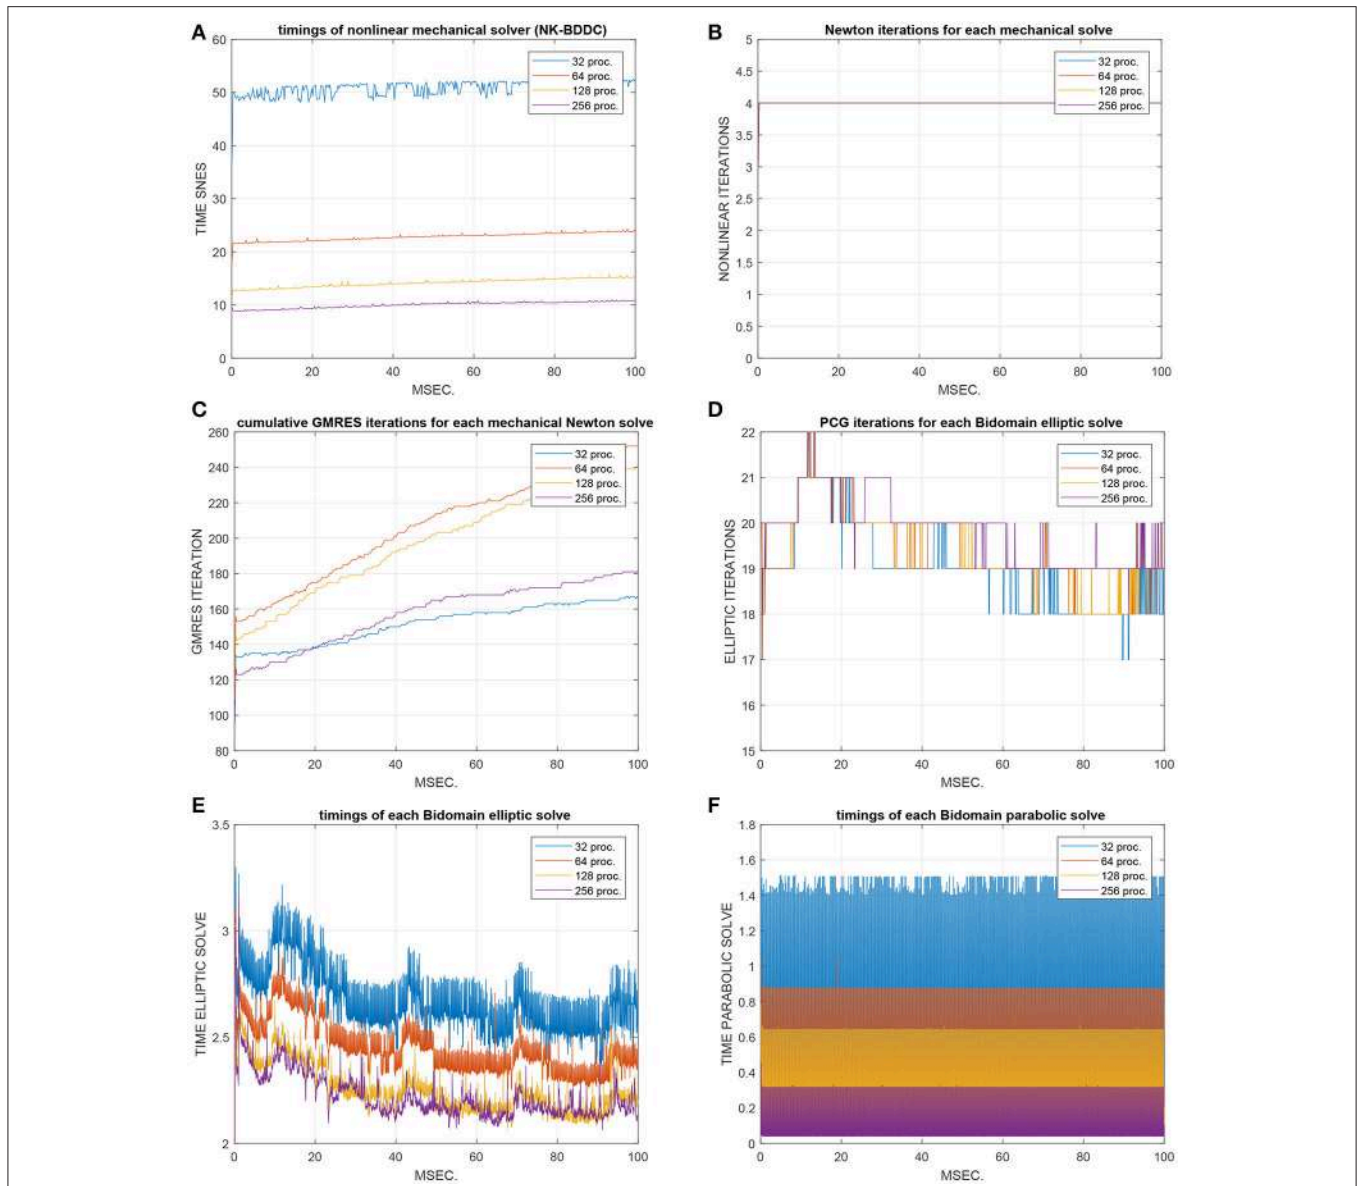 A timings of nonlinear mechanical solver (NK-BDDC)
60
50
40
30
20
10
0
TIME SNES
32 proc.
64 proc.
128 proc.
256 proc.
0 20 40 60 80 100
MSEC.
B Newton iterations for each mechanical solve
5
4.5
4
3.5
3
2.5
2
1.5
1
0.5
0
NONLINEAR ITERATIONS
32 proc.
64 proc.
128 proc.
256 proc.
0 20 40 60 80 100
MSEC.
C cumulative GMRES iterations for each mechanical Newton solve
260
240
220
200
180
160
140
120
100
80
GMRES ITERATION
32 proc.
64 proc.
128 proc.
256 proc.
0 20 40 60 80 100
MSEC.
D PCG iterations for each Bidomain elliptic solve
22
21
20
19
18
17
16
15
ELLIPTIC ITERATIONS
32 proc.
64 proc.
128 proc.
256 proc.
0 20 40 60 80 100
MSEC.
E timings of each Bidomain elliptic solve
3.5
3
2.5
2
TIME ELLIPTIC SOLVE
32 proc.
64 proc.
128 proc.
256 proc.
0 20 40 60 80 100
MSEC.
F timings of each Bidomain parabolic solve
1.8
1.6
1.4
1.2
1
0.8
0.6
0.4
0.2
0
TIME PARABOLIC SOLVE
32 proc.
64 proc.
128 proc.
256 proc.
0 20 40 60 80 100
MSEC.